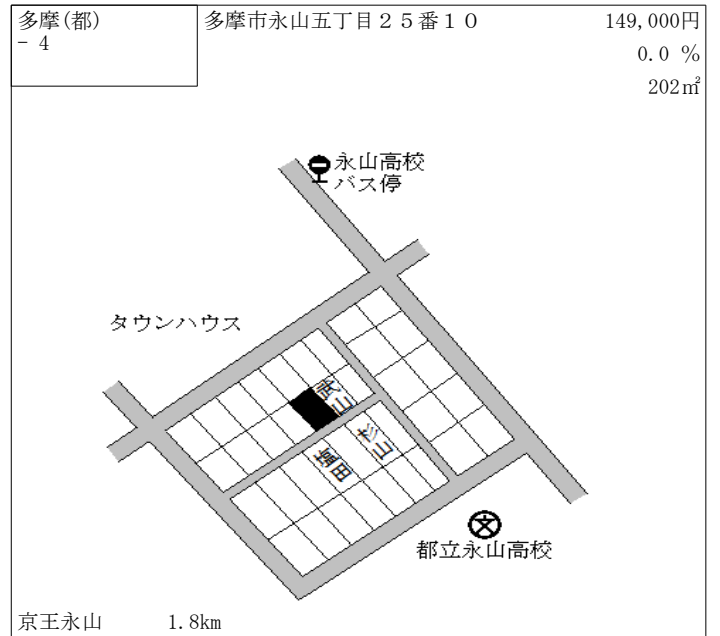 多摩(都)
－ 4
多摩市永山五丁目２５番１０
149,000円
0.0 %
202㎡
永山高校
バス停
タウンハウス
武山
杉山
富田
都立永山高校
京王永山 1.8km